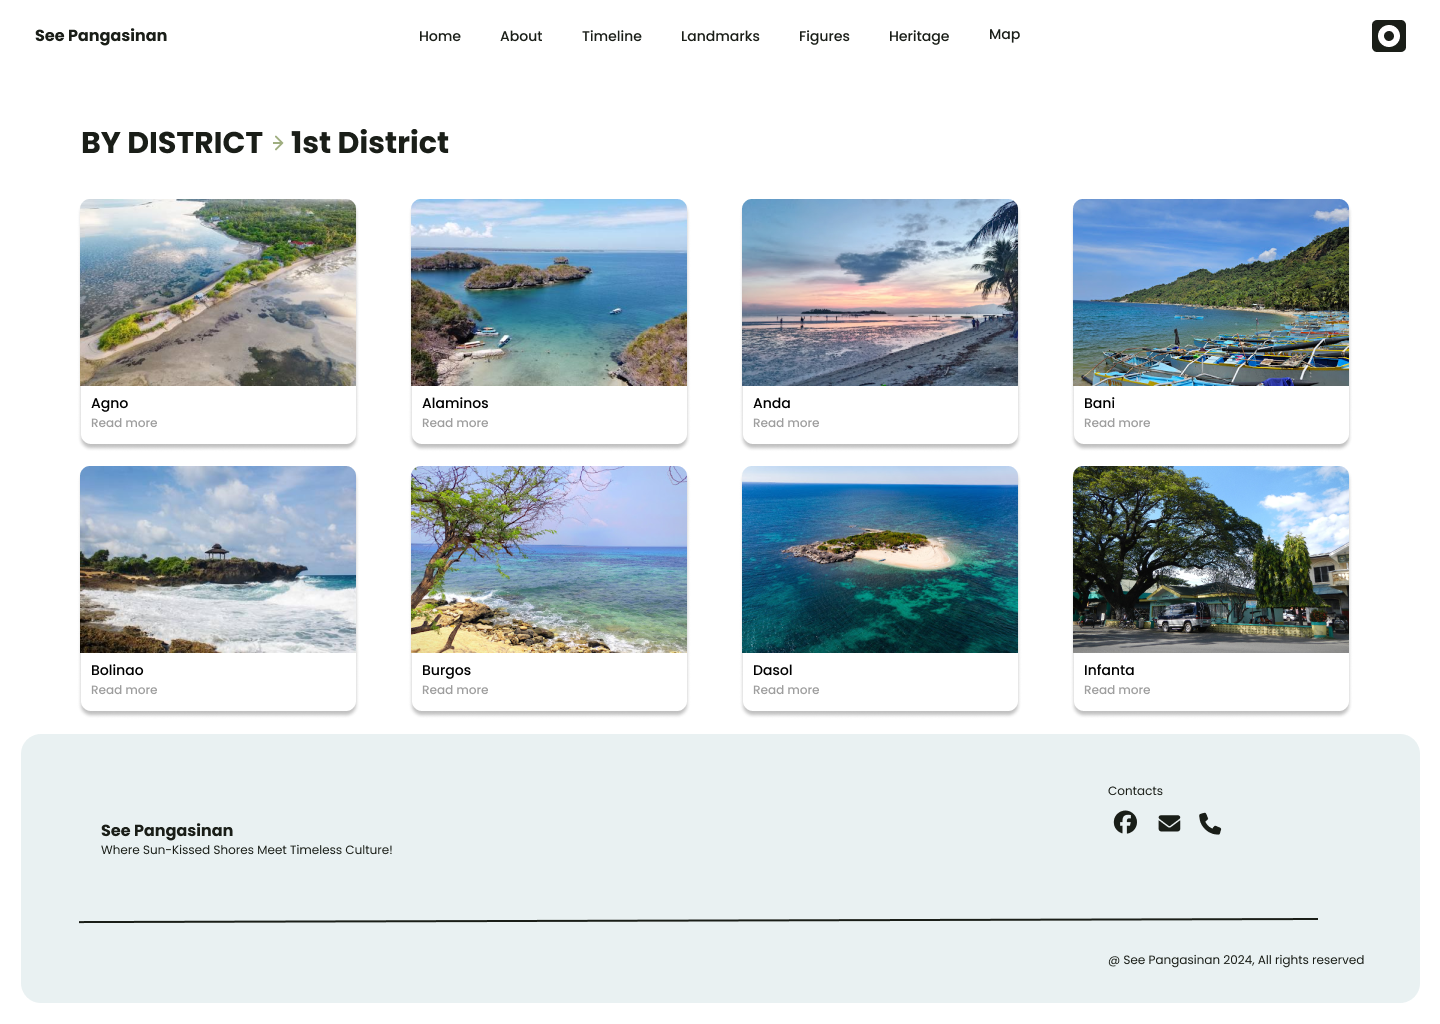 See Pangasinan
Home About Timeline Landmarks Figures Heritage Map
BY DISTRICT → 1st District
Agno
Read more
Alaminos
Read more
Anda
Read more
Bani
Read more
Bolinao
Read more
Burgos
Read more
Dasol
Read more
Infanta
Read more
See Pangasinan
Where Sun-Kissed Shores Meet Timeless Culture!
Contacts
@ See Pangasinan 2024, All rights reserved